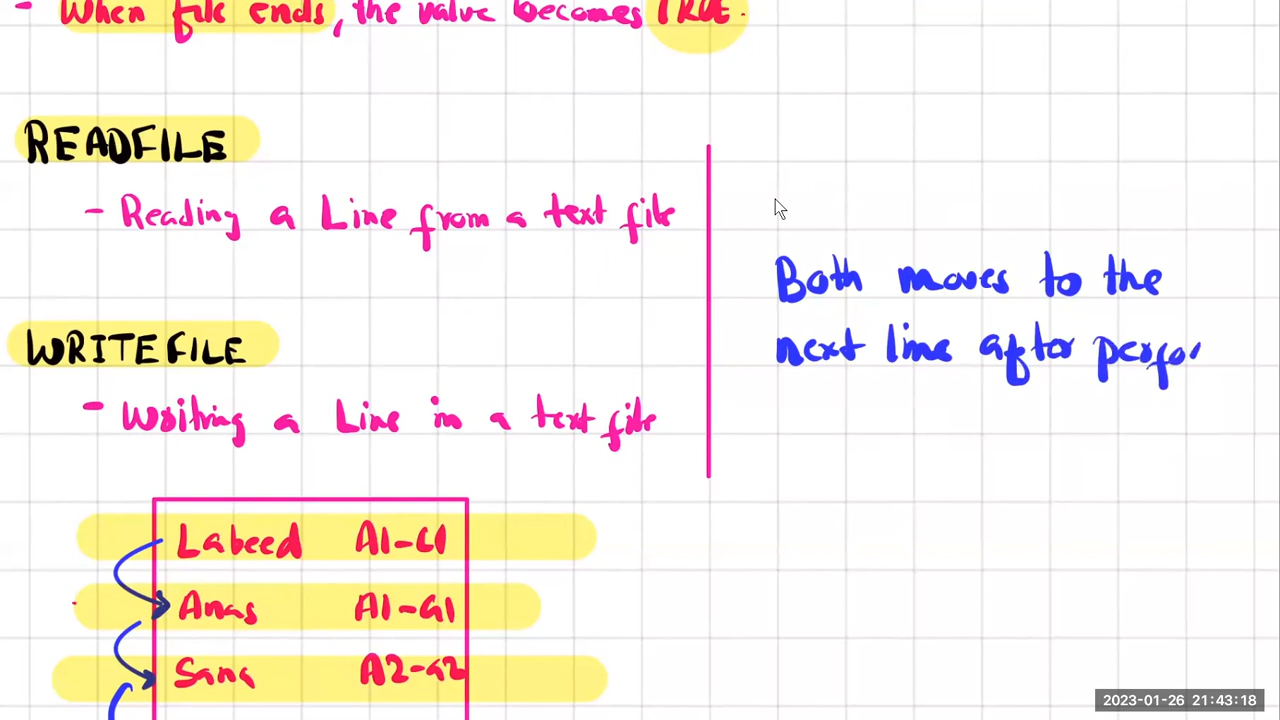 - When file ends, the value becomes TRUE.
READFILE
- Reading a Line from a text file
WRITEFILE
- Writing a Line in a text file
Both moves to the
next line after perfor
Labeed A1-G1
Anas A1-G1
Sana A2-G2
2023-01-26 21:43:18